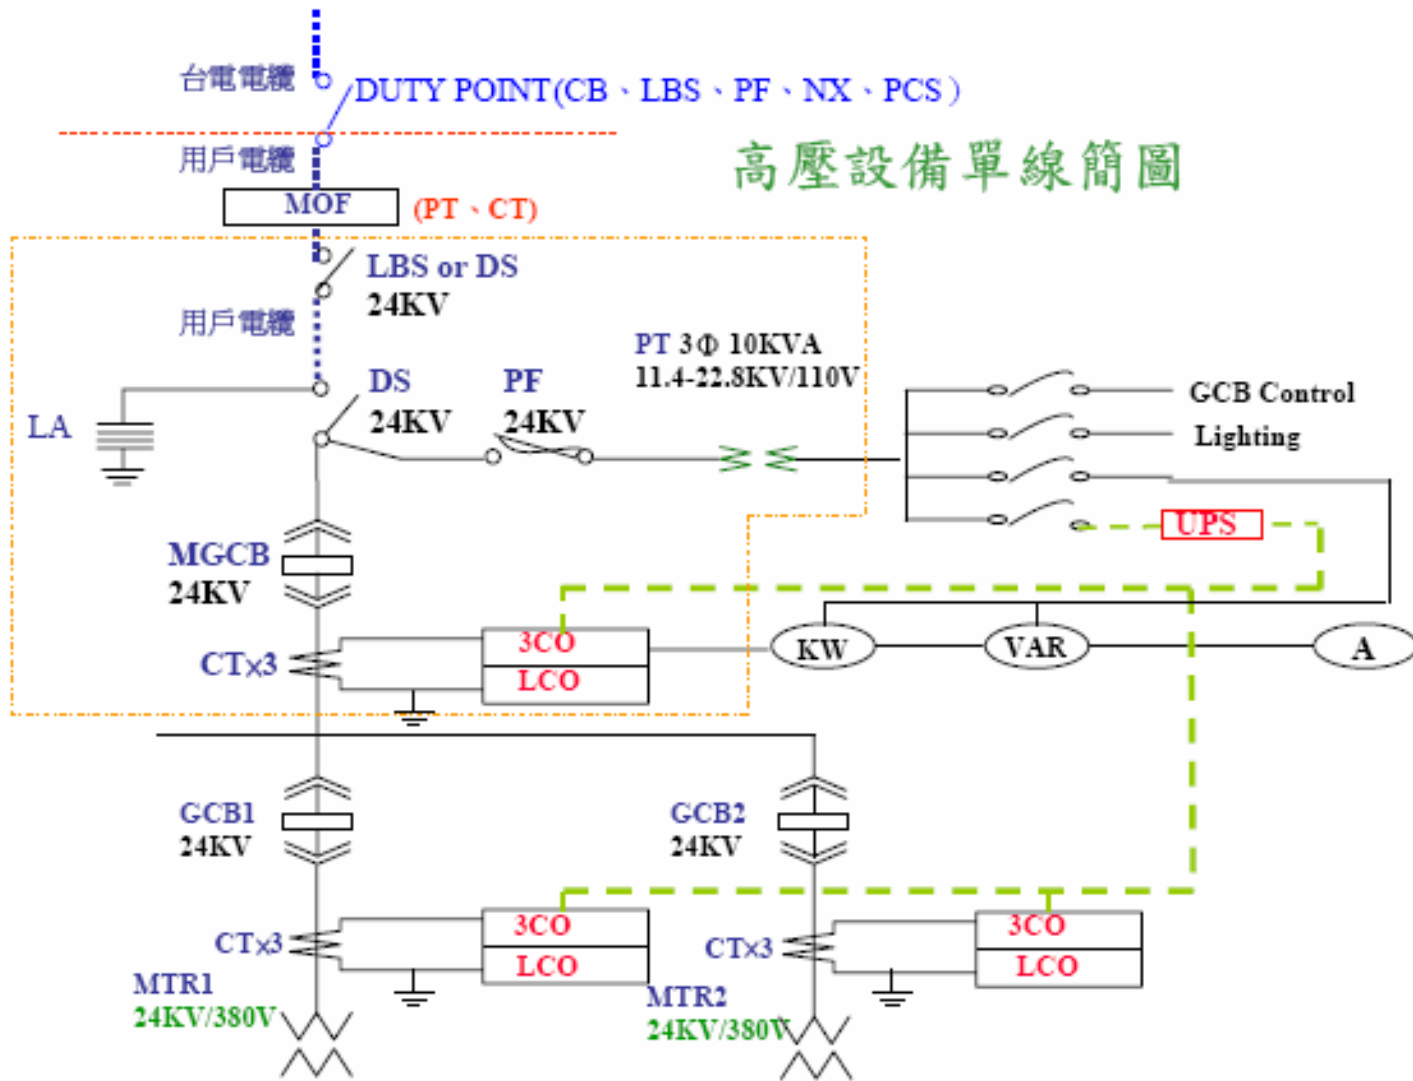 台電電纜
DUTY POINT(CB、LBS、PF、NX、PCS)
用戶電纜
高壓設備單線簡圖
MOF
(PT、CT)
LBS or DS
24KV
用戶電纜
PT 3Φ 10KVA
11.4-22.8KV/110V
DS
24KV
PF
24KV
LA
GCB Control
Lighting
UPS
MGCB
24KV
CTx3
3CO
LCO
KW
VAR
A
GCB1
24KV
GCB2
24KV
CTx3
3CO
LCO
CTx3
3CO
LCO
MTR1
24KV/380V
MTR2
24KV/380V